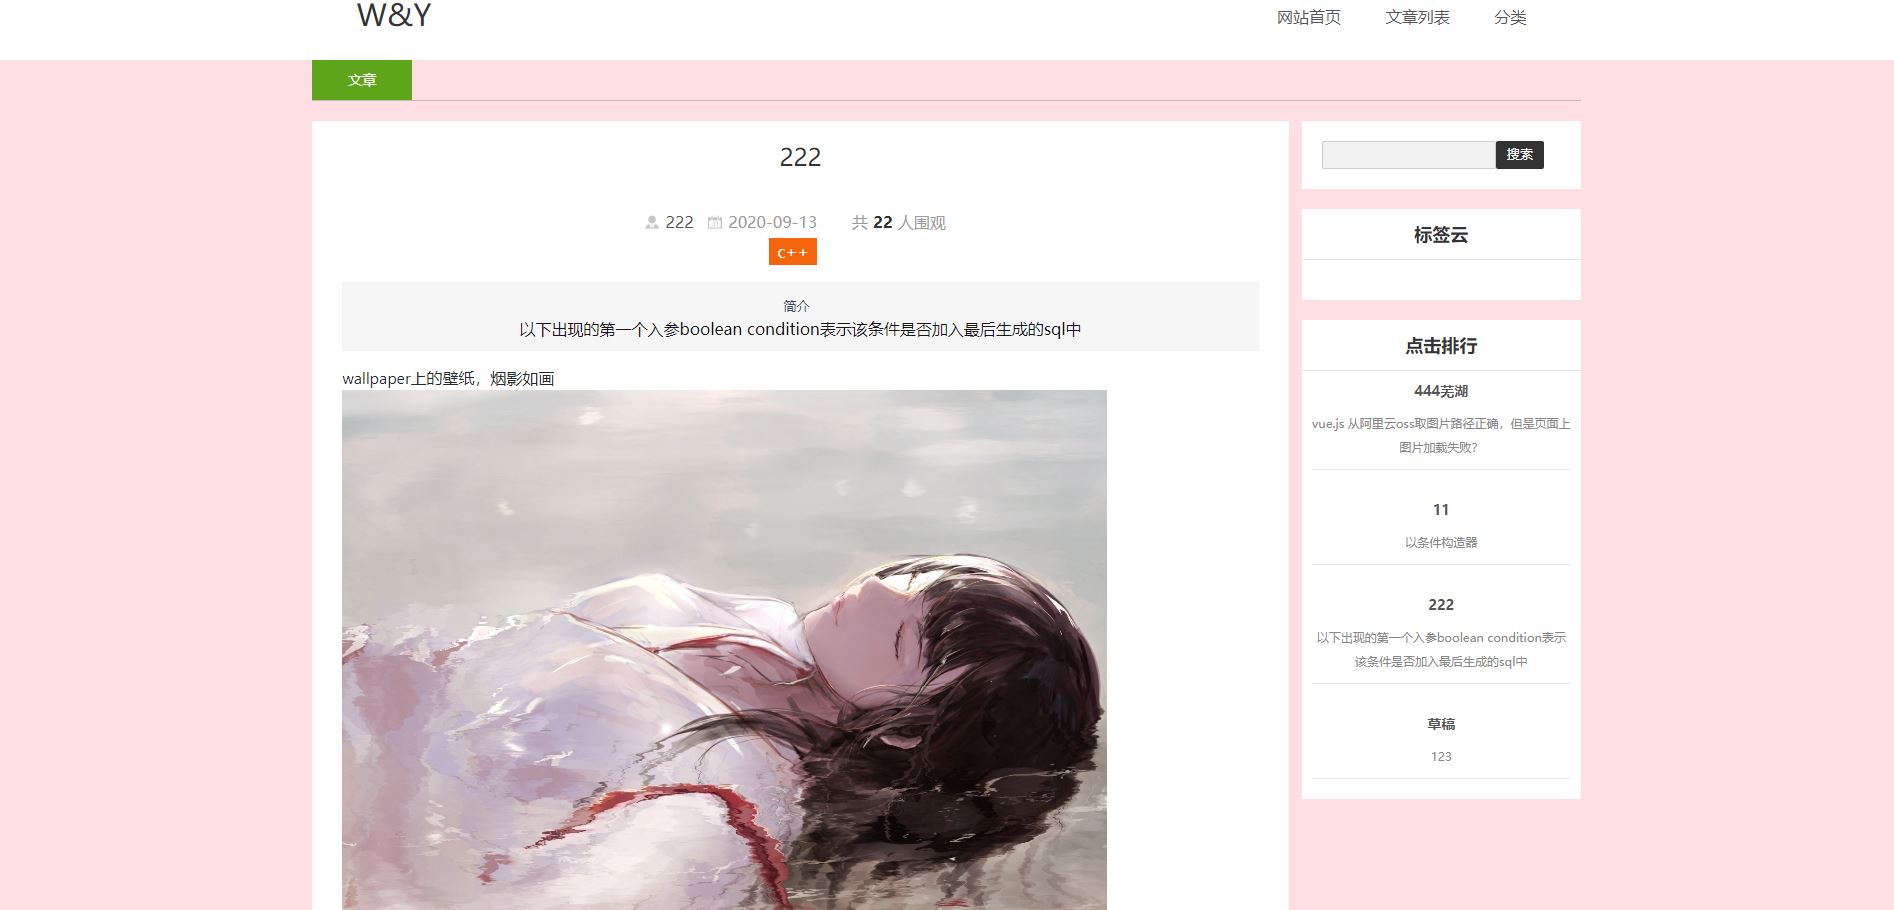 W&Y
网站首页 文章列表 分类
文章
222
222 2020-09-13 共 22 人围观
c++
简介
以下出现的第一个入参boolean condition表示该条件是否加入最后生成的sql中
wallpaper上的壁纸，烟影如画
搜索
标签云
点击排行
444芜湖
vue.js 从阿里云oss取图片路径正确，但是页面上
图片加载失败？
11
以条件构造器
222
以下出现的第一个入参boolean condition表示
该条件是否加入最后生成的sql中
草稿
123